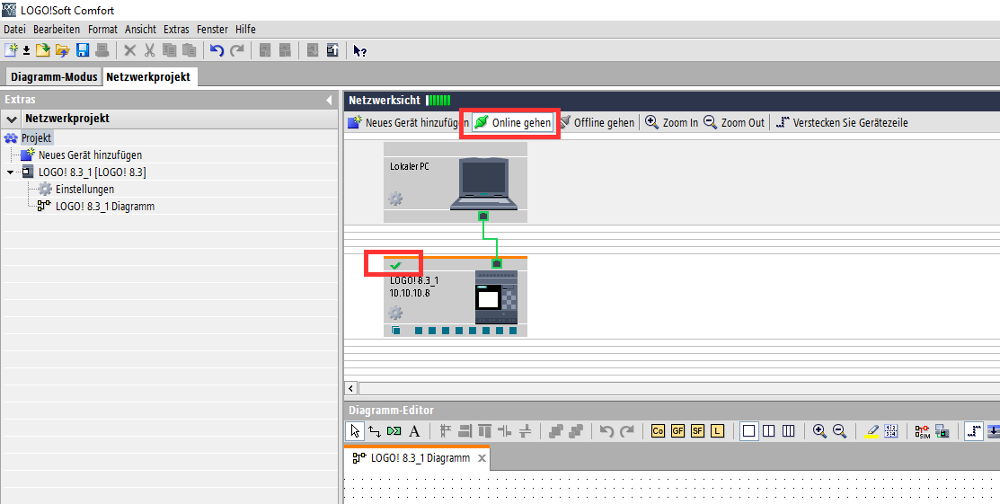 LOGO!Soft Comfort
Datei Bearbeiten Format Ansicht Extras Fenster Hilfe
Diagramm-Modus Netzwerkprojekt
Extras
Netzwerkprojekt
Projekt
Neues Gerät hinzufügen
LOGO! 8.3_1 [LOGO! 8.3]
Einstellungen
LOGO! 8.3_1 Diagramm
Netzwerksicht
Neues Gerät hinzufügen Online gehen Offline gehen Zoom In Zoom Out Verstecken Sie Gerätezeile
Lokaler PC
LOGO! 8.3_1
10.10.10.8
Diagramm-Editor
A Co GF SF L SIM
LOGO! 8.3_1 Diagramm